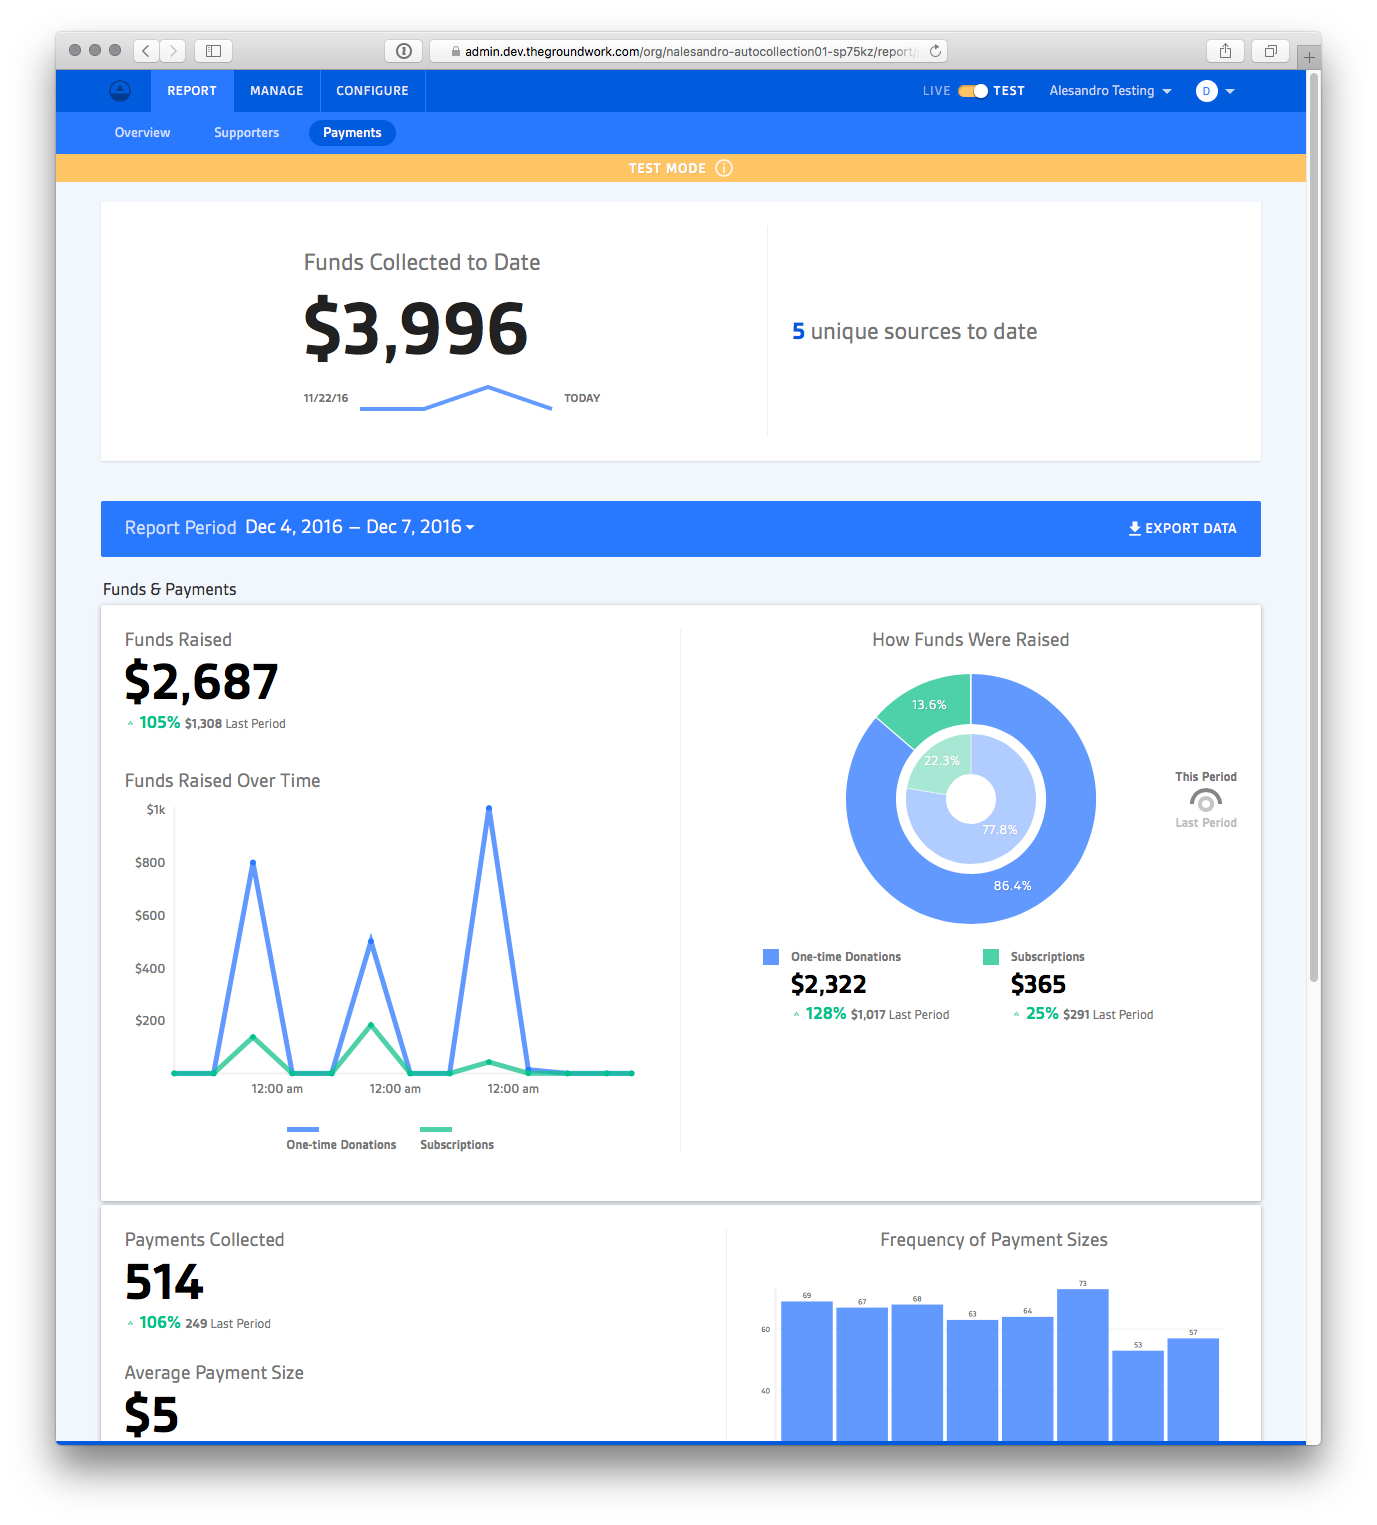 admin.dev.thegroundwork.com/org/nalesandro-autocollection01-sp75kz/report/
REPORT
MANAGE
CONFIGURE
LIVE
TEST
Alesandro Testing
D
Overview
Supporters
Payments
TEST MODE
Funds Collected to Date
$3,996
11/22/16
TODAY
5 unique sources to date
Report Period Dec 4, 2016 – Dec 7, 2016
EXPORT DATA
Funds & Payments
Funds Raised
$2,687
105% $1,308 Last Period
Funds Raised Over Time
$1k
$800
$600
$400
$200
12:00 am
12:00 am
12:00 am
One-time Donations
Subscriptions
How Funds Were Raised
13.6%
22.3%
77.8%
86.4%
This Period
Last Period
One-time Donations
$2,322
128% $1,017 Last Period
Subscriptions
$365
25% $291 Last Period
Payments Collected
514
106% 249 Last Period
Average Payment Size
$5
Frequency of Payment Sizes
69
67
68
63
64
73
53
57
60
40